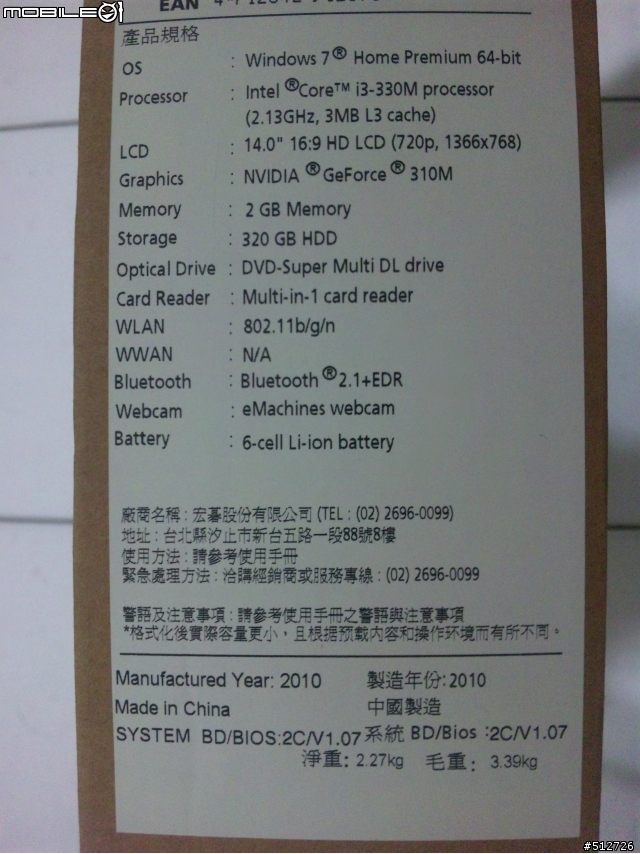 MOBILE01
EAN
產品規格
OS : Windows 7® Home Premium 64-bit
Processor : Intel ®Core™ i3-330M processor
(2.13GHz, 3MB L3 cache)
LCD : 14.0" 16:9 HD LCD (720p, 1366x768)
Graphics : NVIDIA ® GeForce ® 310M
Memory : 2 GB Memory
Storage : 320 GB HDD
Optical Drive : DVD-Super Multi DL drive
Card Reader : Multi-in-1 card reader
WLAN : 802.11b/g/n
WWAN : N/A
Bluetooth : Bluetooth ® 2.1+EDR
Webcam : eMachines webcam
Battery : 6-cell Li-ion battery
廠商名稱 : 宏碁股份有限公司 (TEL : (02) 2696-0099)
地址 : 台北縣汐止市新台五路一段88號8樓
使用方法 : 請參考使用手冊
緊急處理方法 : 洽購經銷商或服務專線 : (02) 2696-0099
警語及注意事項 : 請參考使用手冊之警語與注意事項
*格式化後實際容量更小，且根据预载内容和操作环境而有所不同。
Manufactured Year: 2010 製造年份:2010
Made in China 中國製造
SYSTEM BD/BIOS:2C/V1.07 系統 BD/Bios :2C/V1.07
淨重: 2.27kg 毛重: 3.39kg
#512726